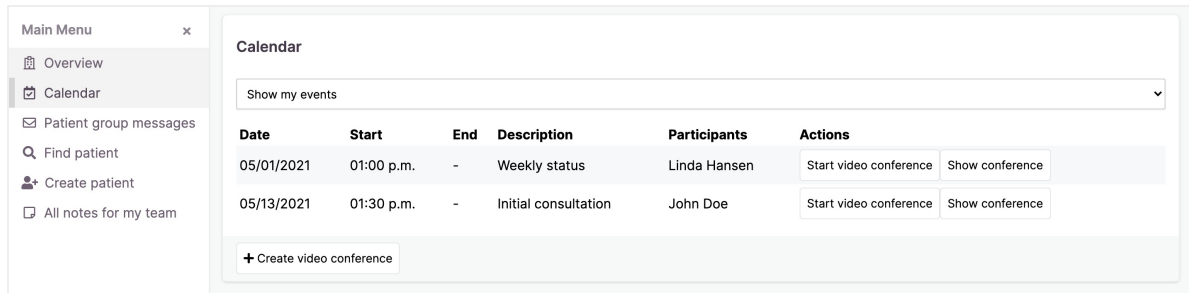 Main Menu ×
Overview
Calendar
Patient group messages
Find patient
Create patient
All notes for my team
Calendar
Show my events
Date Start End Description Participants Actions
05/01/2021 01:00 p.m. - Weekly status Linda Hansen Start video conference Show conference
05/13/2021 01:30 p.m. - Initial consultation John Doe Start video conference Show conference
+ Create video conference